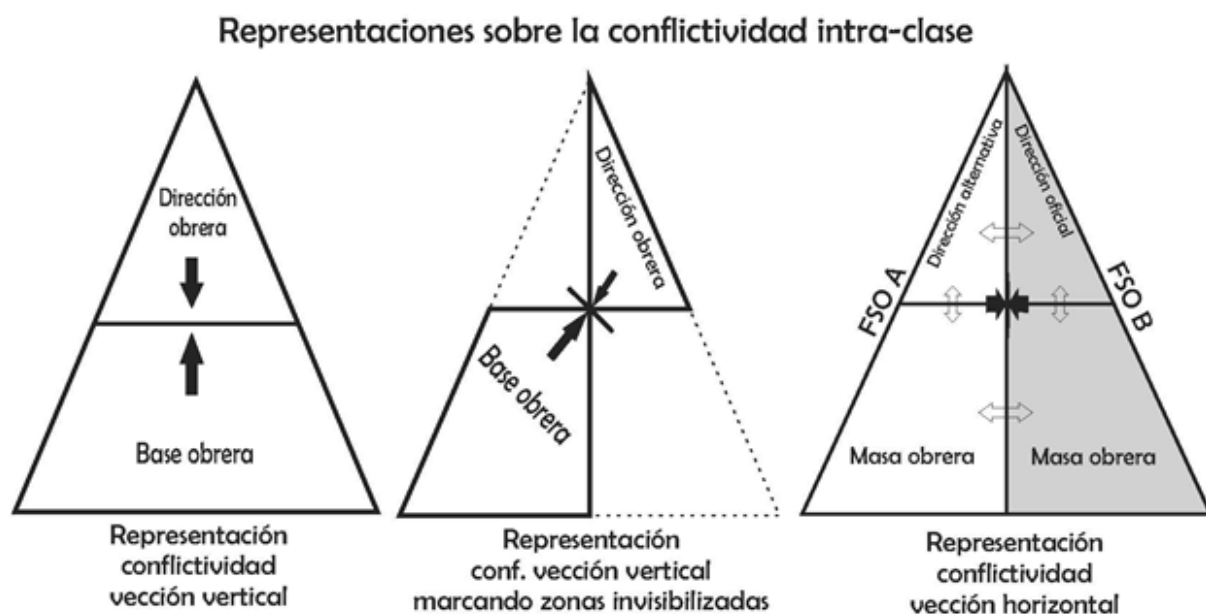 Representaciones sobre la conflictividad intra-clase
Dirección
obrera
Base obrera
Representación
conflictividad
vección vertical
Dirección obrera
Base obrera
Representación
conf. vección vertical
marcando zonas invisibilizadas
Dirección alternativa
Dirección oficial
FSO A
FSO B
Masa obrera
Masa obrera
Representación
conflictividad
vección horizontal